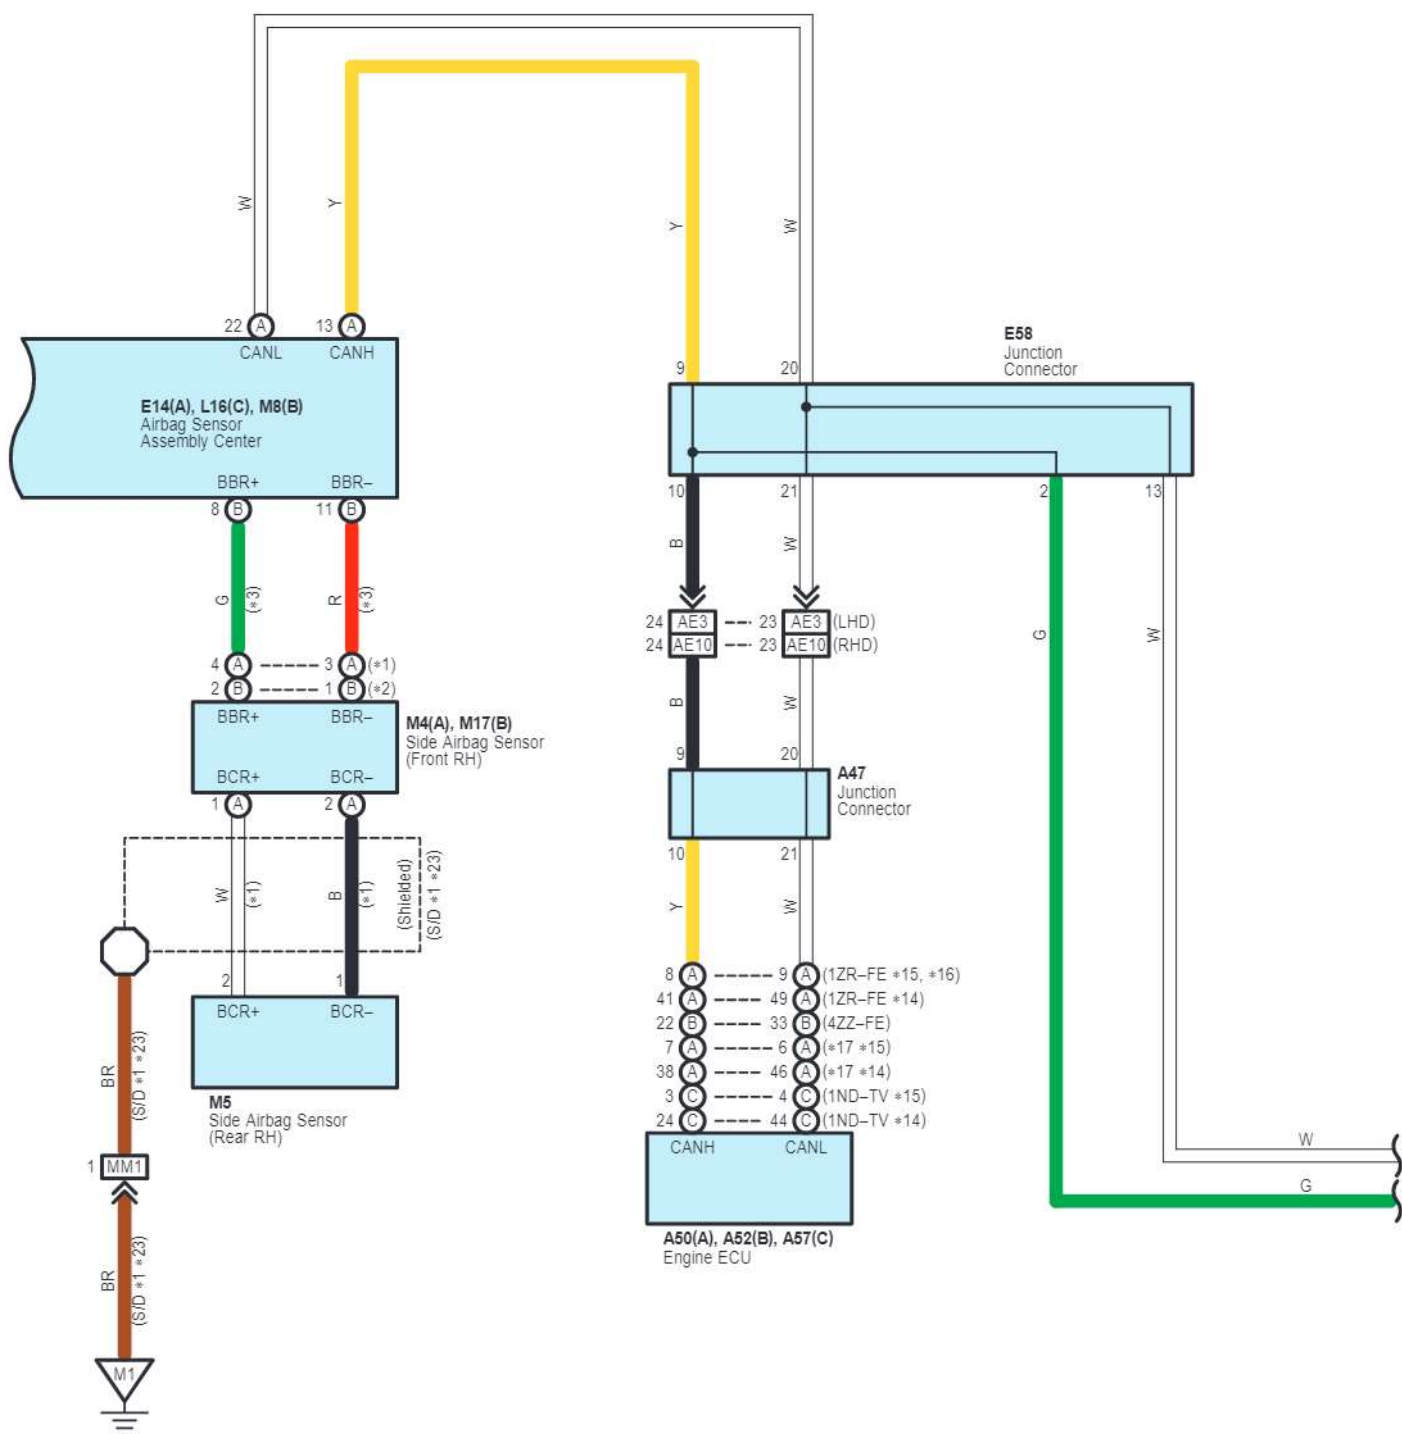 W
Y
Y
W
22 A
13 A
CANL
CANH
E14(A), L16(C), M8(B)
Airbag Sensor
Assembly Center
BBR+
BBR–
8 B
11 B
G
(*3)
R
(*3)
4 A
3 A (*1)
2 B
1 B (*2)
BBR+
BBR–
M4(A), M17(B)
Side Airbag Sensor
(Front RH)
BCR+
BCR–
1 A
2 A
W
(*1)
B
(*1)
(Shielded)
(S/D *1 *23)
2
1
BCR+
BCR–
M5
Side Airbag Sensor
(Rear RH)
BR
(S/D *1 *23)
1 MM1
BR
(S/D *1 *23)
M1
9
20
E58
Junction
Connector
10
21
2
13
B
W
24 AE3
23 AE3 (LHD)
24 AE10
23 AE10 (RHD)
B
W
9
20
A47
Junction
Connector
10
21
Y
W
8 A
9 A (1ZR–FE *15, *16)
41 A
49 A (1ZR–FE *14)
22 B
33 B (4ZZ–FE)
7 A
6 A (*17 *15)
38 A
46 A (*17 *14)
3 C
4 C (1ND–TV *15)
24 C
44 C (1ND–TV *14)
CANH
CANL
A50(A), A52(B), A57(C)
Engine ECU
G
W
W
G